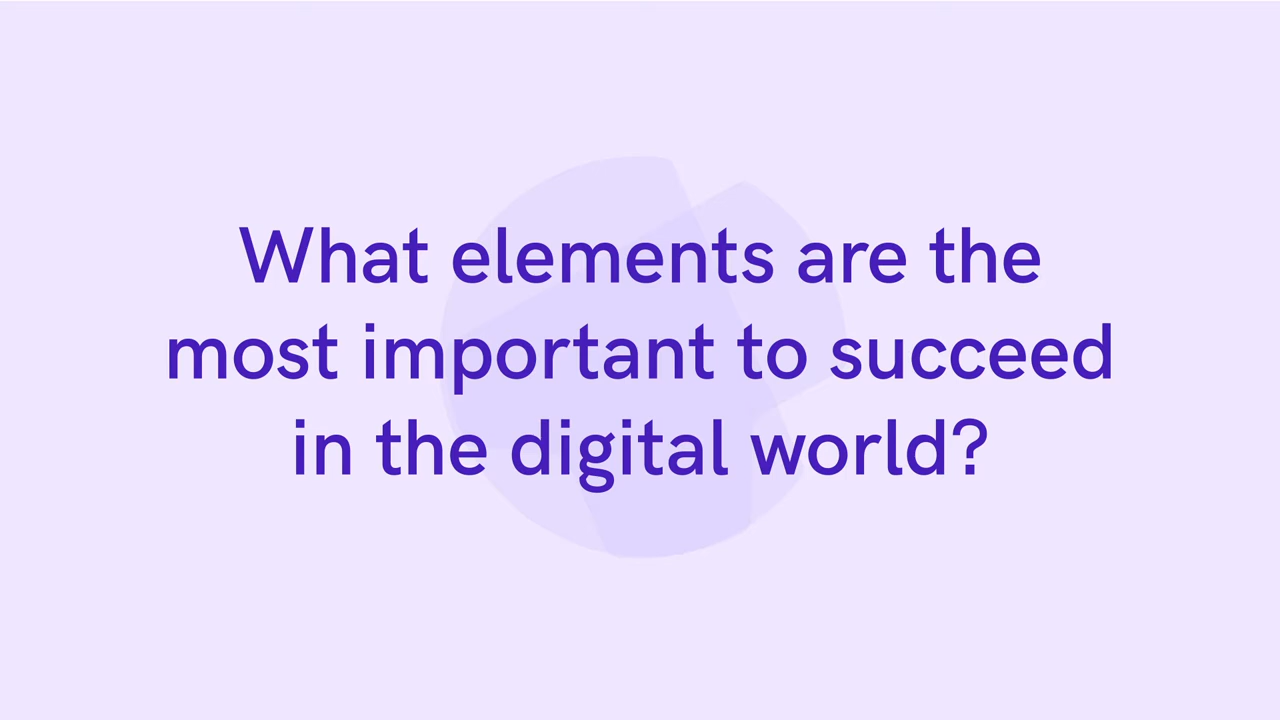 What elements are the
most important to succeed
in the digital world?